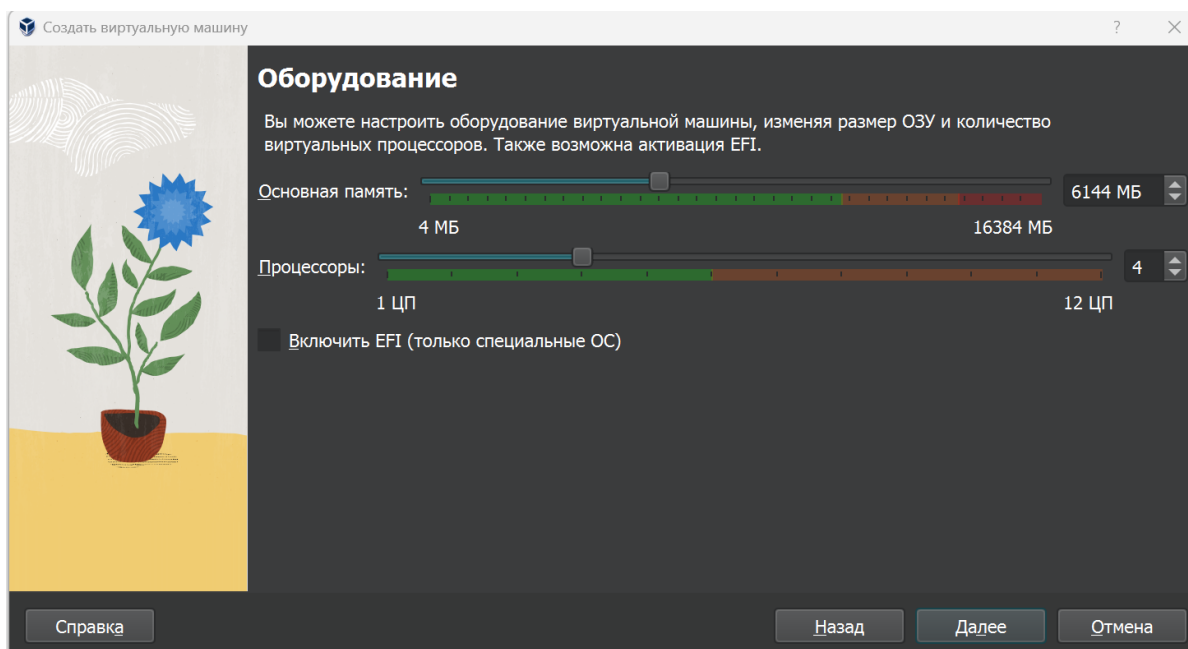 Создать виртуальную машину
?
Оборудование
Вы можете настроить оборудование виртуальной машины, изменяя размер ОЗУ и количество
виртуальных процессоров. Также возможна активация EFI.
Основная память:
6144 МБ
4 МБ
16384 МБ
Процессоры:
4
1 ЦП
12 ЦП
Включить EFI (только специальные ОС)
Справка
Назад
Далее
Отмена